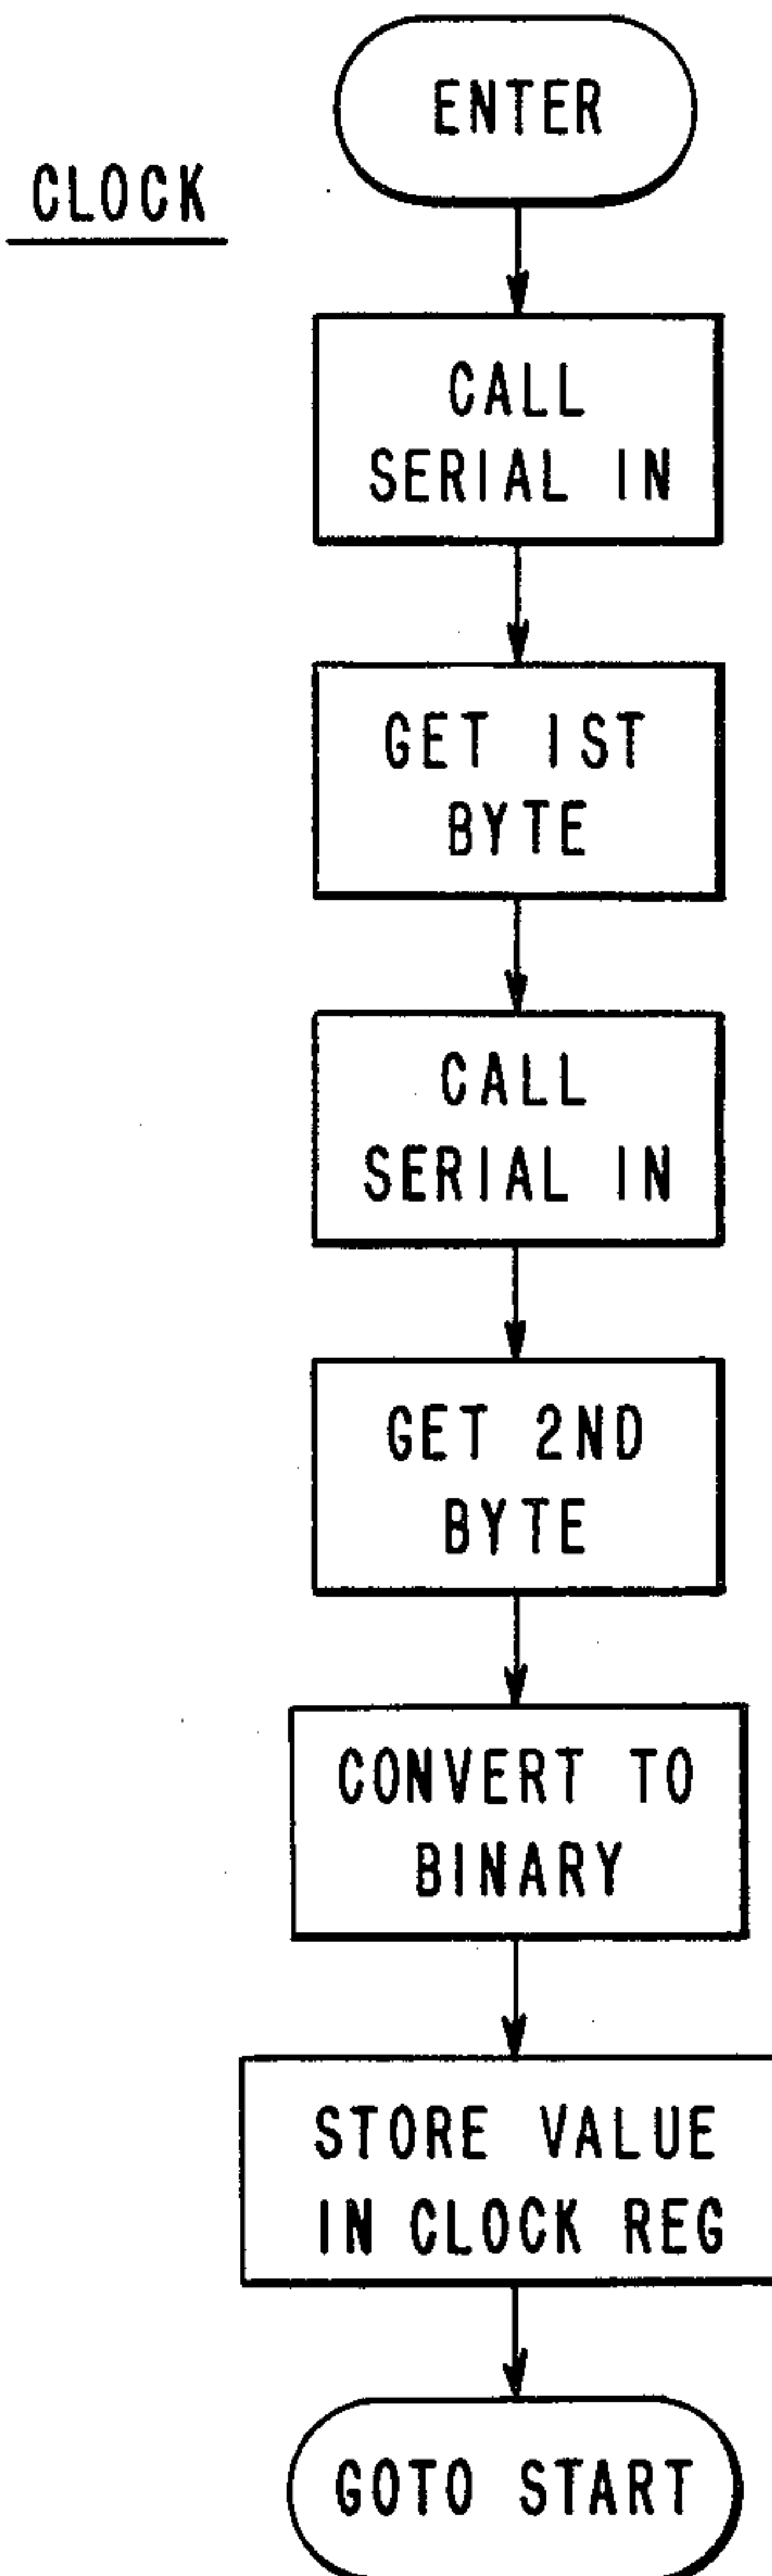 ENTER
CLOCK
CALL
SERIAL IN
GET 1ST
BYTE
CALL
SERIAL IN
GET 2ND
BYTE
CONVERT TO
BINARY
STORE VALUE
IN CLOCK REG
GOTO START